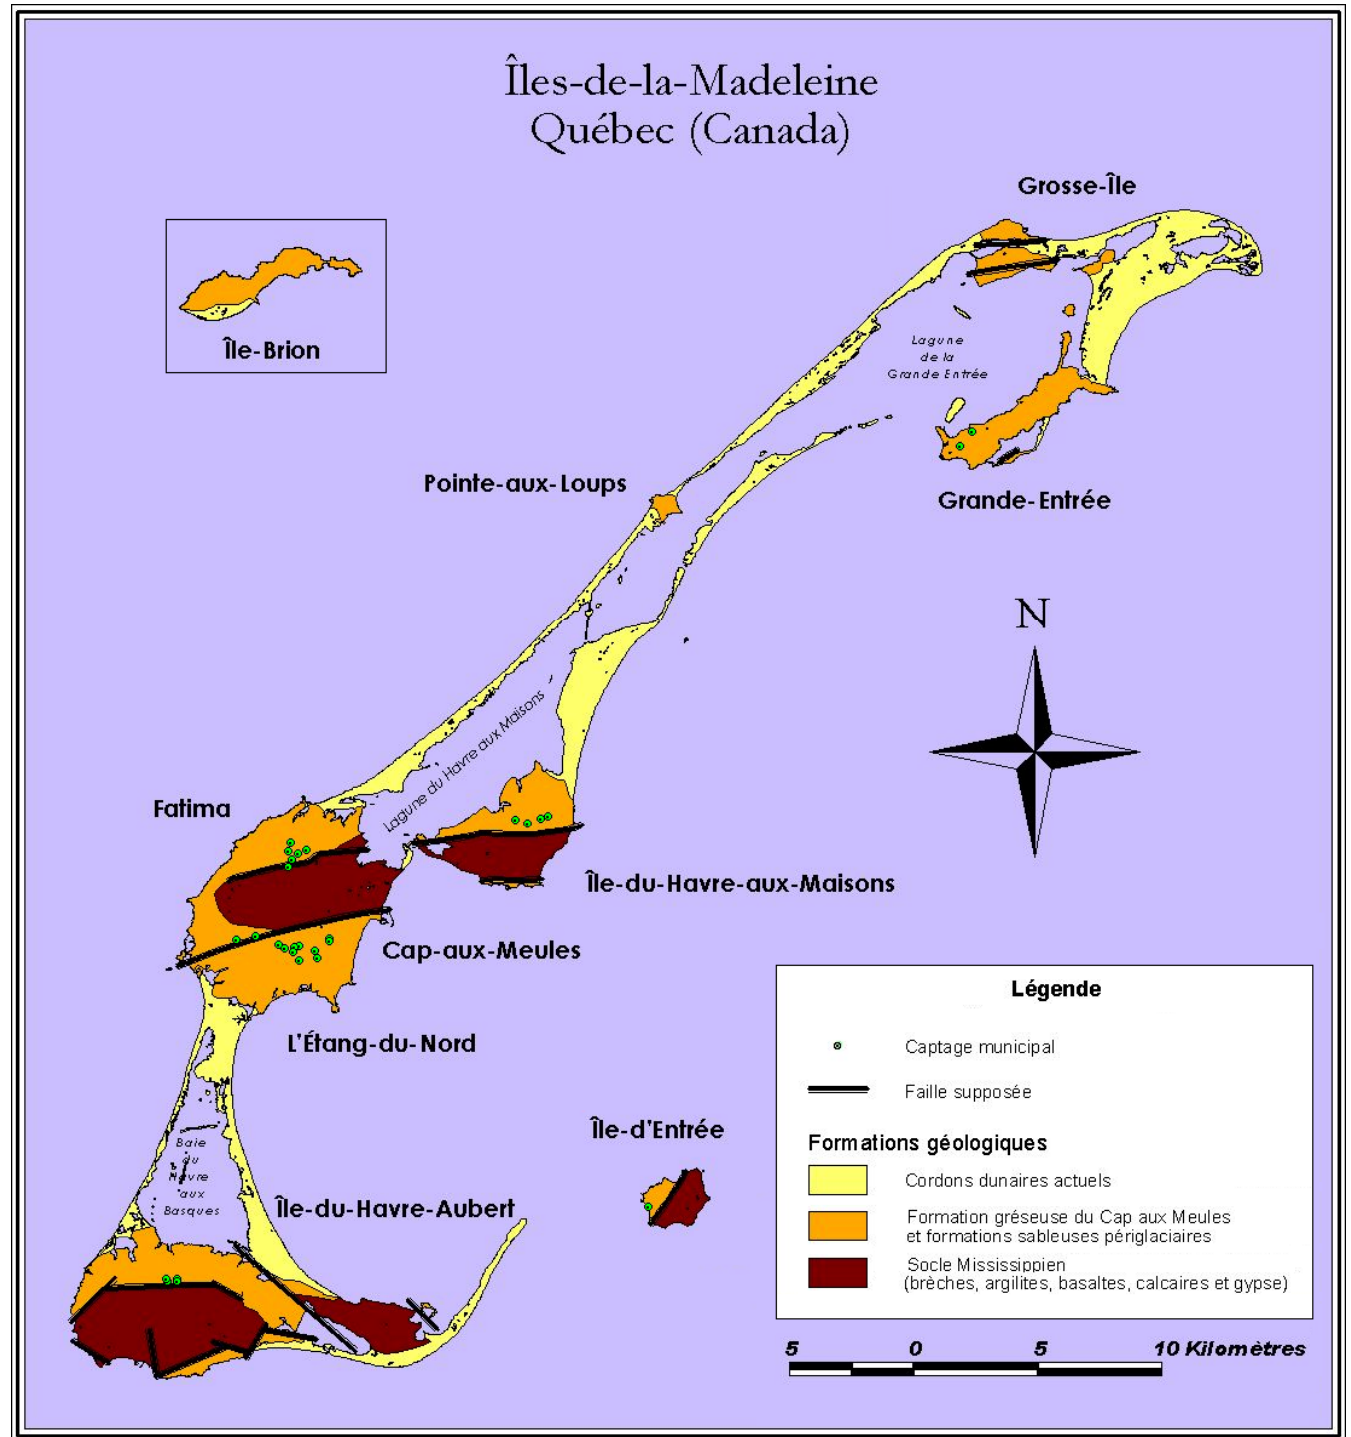 Îles-de-la-Madeleine
Québec (Canada)
Grosse-Île
Île-Brion
Lagune
de la
Grande Entrée
Pointe-aux-Loups
Grande-Entrée
N
Lagune du Havre aux Maisons
Fatima
Île-du-Havre-aux-Maisons
Cap-aux-Meules
L'Étang-du-Nord
Baie
du
Havre
aux
Basques
Île-d'Entrée
Île-du-Havre-Aubert
Légende
Captage municipal
Faille supposée
Formations géologiques
Cordons dunaires actuels
Formation gréseuse du Cap aux Meules
et formations sableuses périglaciaires
Socle Mississippien
(brèches, argilites, basaltes, calcaires et gypse)
5 0 5 10 Kilomètres